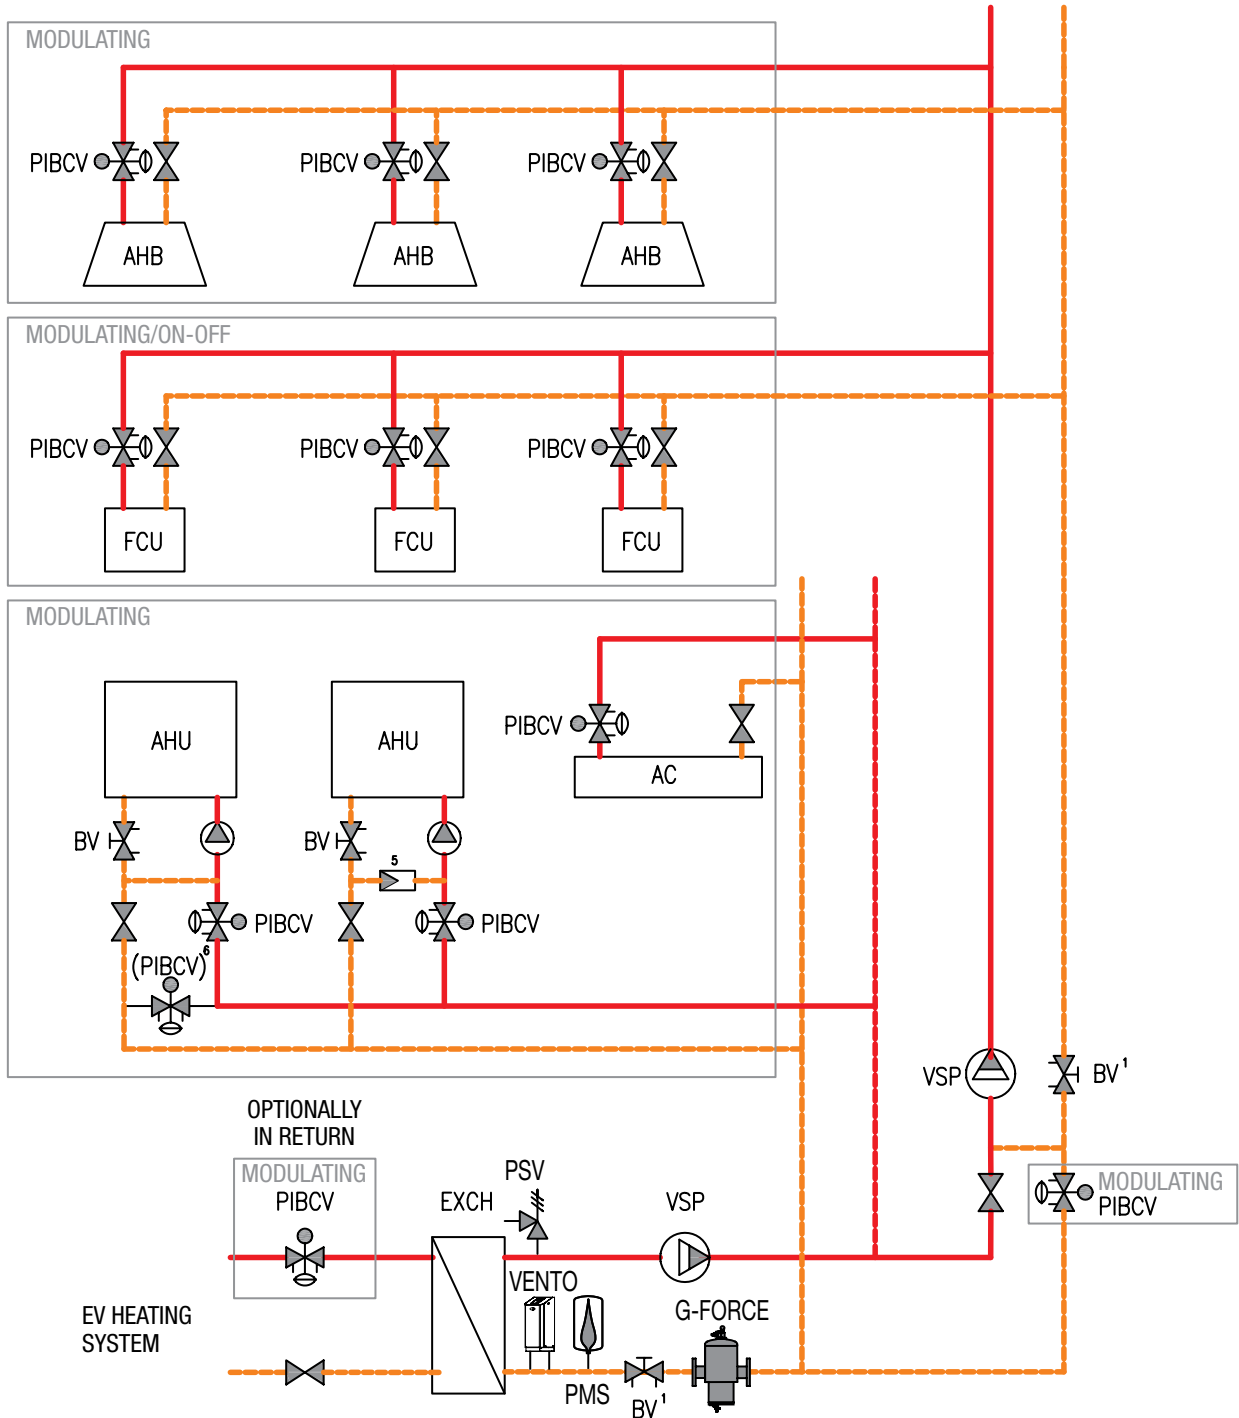 MODULATING
PIBCV
PIBCV
PIBCV
AHB
AHB
AHB
MODULATING/ON-OFF
PIBCV
PIBCV
PIBCV
FCU
FCU
FCU
MODULATING
AHU
AHU
PIBCV
AC
BV
BV
5
PIBCV
PIBCV
(PIBCV)⁶
VSP
BV¹
OPTIONALLY
IN RETURN
MODULATING
PIBCV
EXCH
PSV
VSP
MODULATING
PIBCV
VENTO
G-FORCE
EV HEATING
SYSTEM
PMS
BV¹